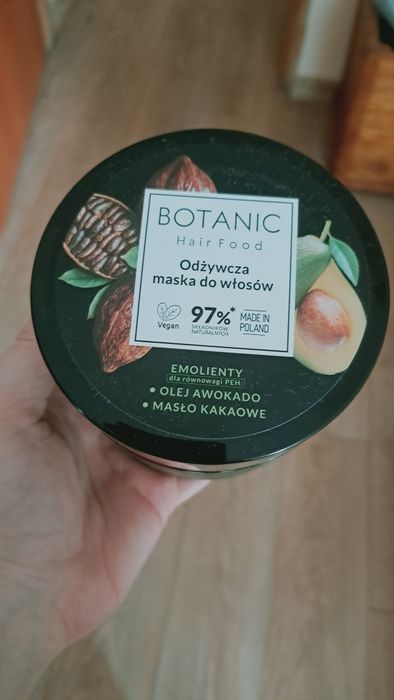 BOTANIC
Hair Food
Odżywcza
maska do włosów
Vegan
97%*
SKŁADNIKÓW
NATURALNYCH
MADE IN
POLAND
EMOLIENTY
dla równowagi PEH:
• OLEJ AWOKADO
• MASŁO KAKAOWE